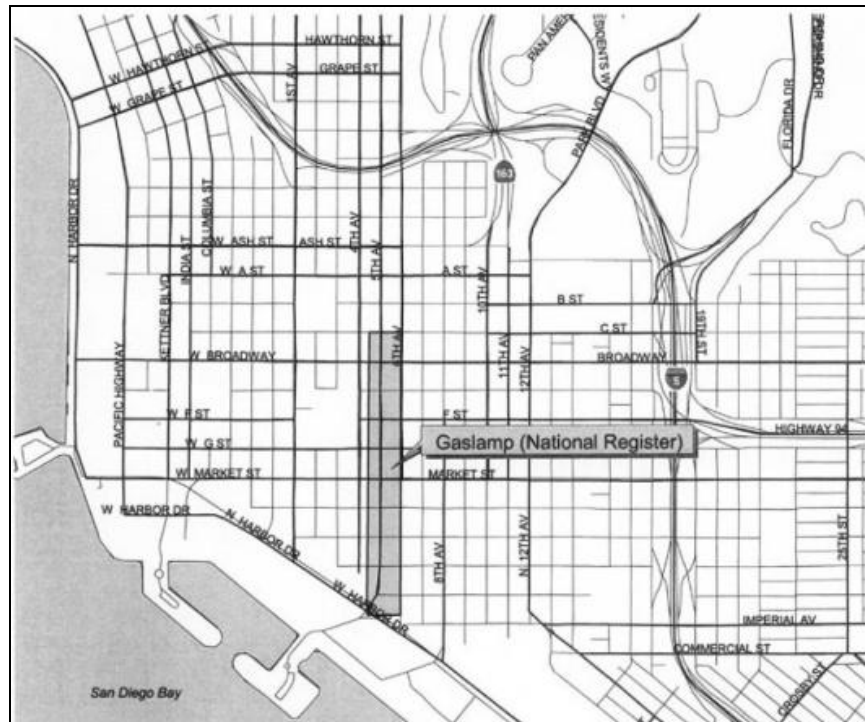 HAWTHORN ST
W HAWTHORN ST
GRAPE ST
W GRAPE ST
1ST AV
PAN AMER
RESIDENTS WY
PARK BLVD
FLORIDA DR
163
N HARBOR DR
COLUMBIA ST
INDIA ST
4TH AV
5TH AV
W ASH ST
ASH ST
W A ST
A ST
KETTNER BLVD
10TH AV
B ST
C ST
19TH ST
6TH AV
11TH AV
12TH AV
W BROADWAY
BROADWAY
PACIFIC HIGHWAY
5
W F ST
F ST
HIGHWAY 94
Gaslamp (National Register)
W G ST
W MARKET ST
MARKET ST
W HARBOR DR
N HARBOR DR
N 12TH AV
25TH ST
8TH AV
W HARBOR DR
IMPERIAL AV
COMMERCIAL ST
CROSBY ST
San Diego Bay